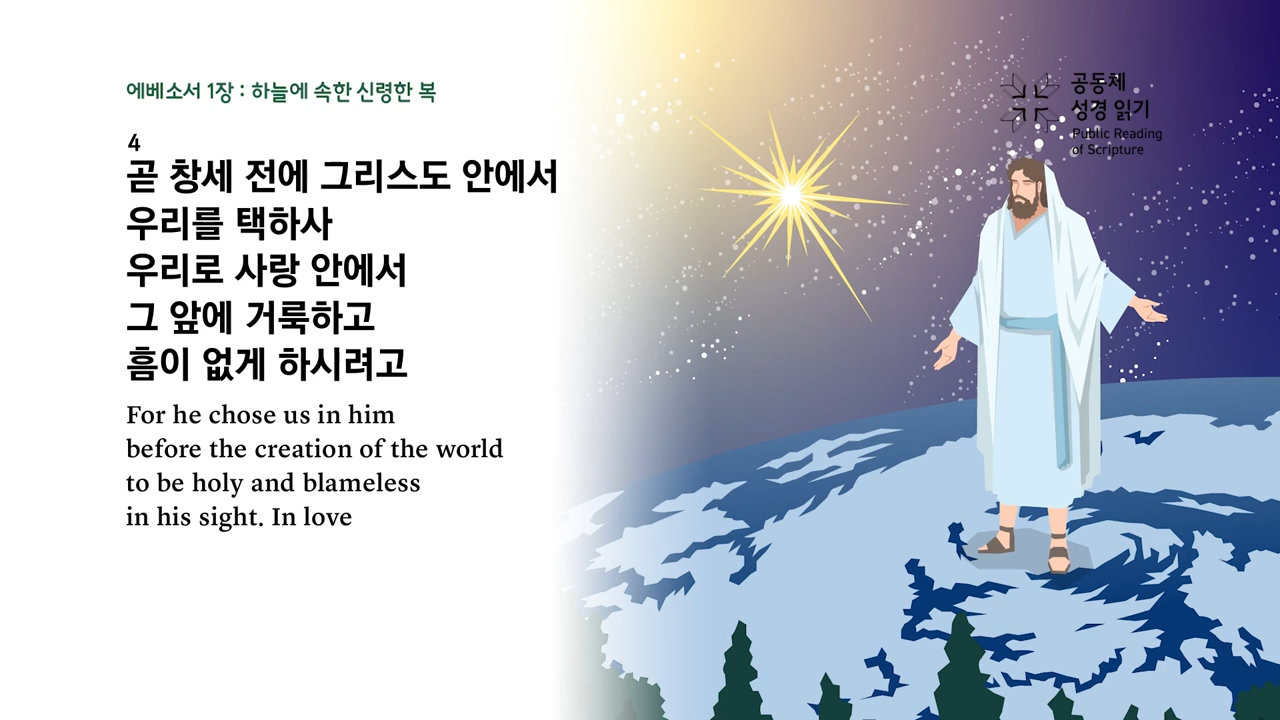 에베소서 1장 : 하늘에 속한 신령한 복
4
곧 창세 전에 그리스도 안에서
우리를 택하사
우리로 사랑 안에서
그 앞에 거룩하고
흠이 없게 하시려고
For he chose us in him
before the creation of the world
to be holy and blameless
in his sight. In love
공동체
성경 읽기
Public Reading
of Scripture